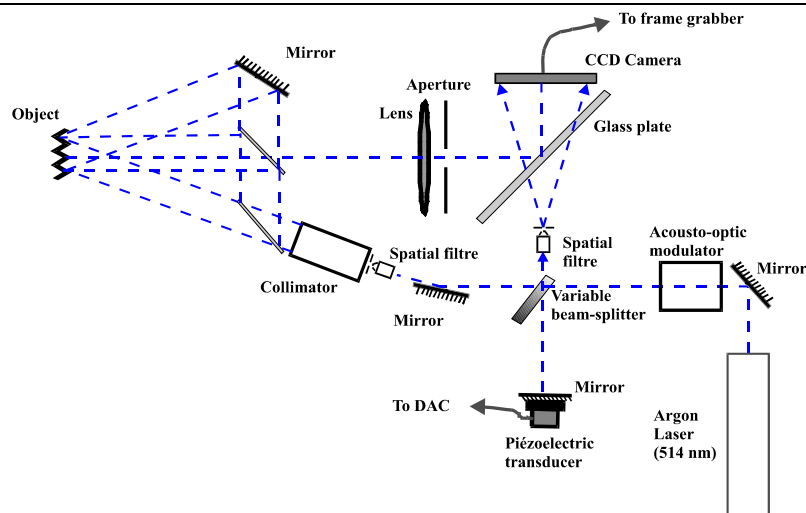 To frame grabber
Mirror
CCD Camera
Aperture
Object
Lens
Glass plate
Acousto-optic
modulator
Spatial filtre
Spatial
filtre
Mirror
Collimator
Variable
beam-splitter
Mirror
Mirror
To DAC
Argon
Laser
(514 nm)
Piézoelectric
transducer